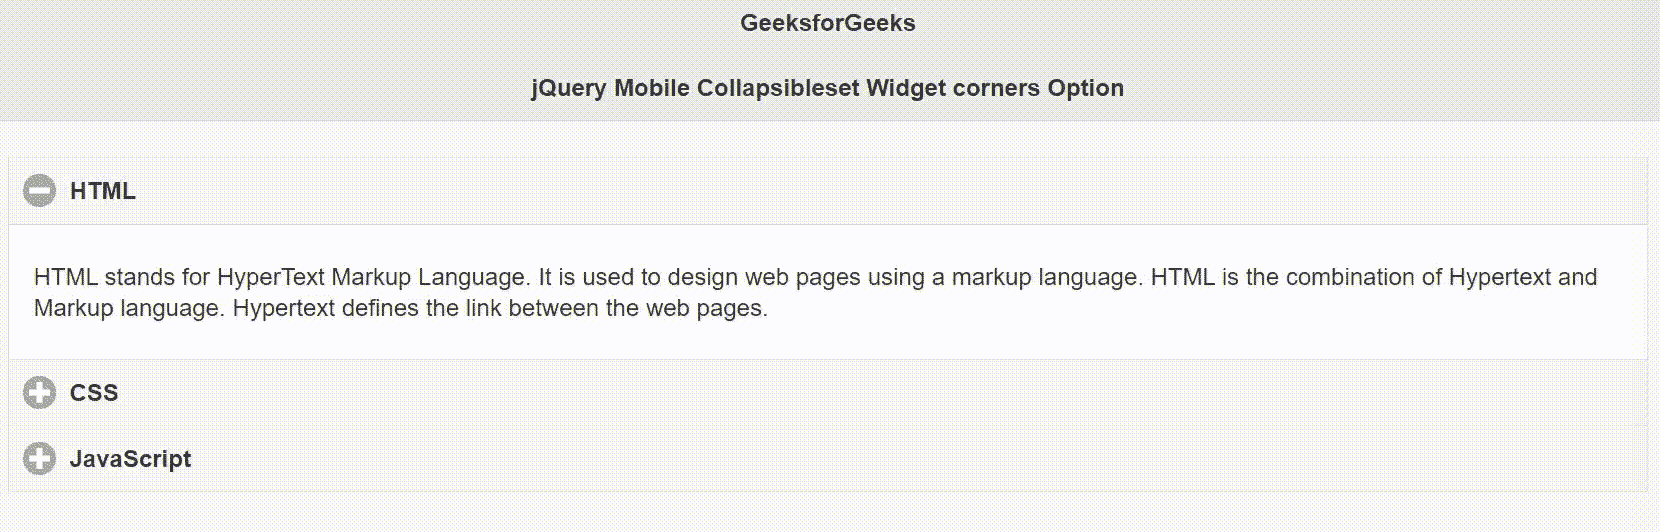 GeeksforGeeks
jQuery Mobile Collapsibleset Widget corners Option
HTML
HTML stands for HyperText Markup Language. It is used to design web pages using a markup language. HTML is the combination of Hypertext and
Markup language. Hypertext defines the link between the web pages.
CSS
JavaScript